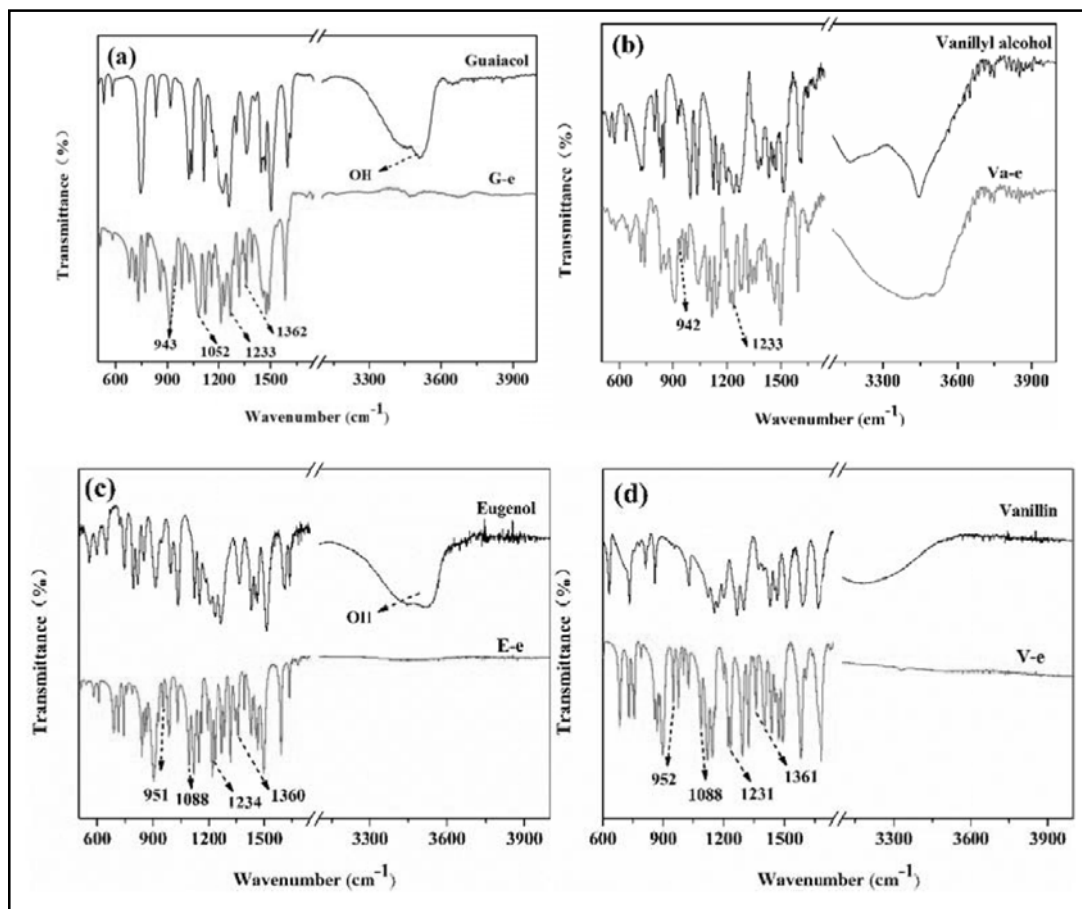 (a)
Guaiacol
OH
G-e
943
1052
1233
1362
600 900 1200 1500 3300 3600 3900
Transmittance (%)
Wavenumber (cm⁻¹)
(b)
Vanillyl alcohol
Va-e
942
1233
600 900 1200 1500 3300 3600 3900
Transmittance (%)
Wavenumber (cm⁻¹)
(c)
Eugenol
OH
E-e
951
1088
1234
1360
600 900 1200 1500 3300 3600 3900
Transmittance (%)
Wavenumber (cm⁻¹)
(d)
Vanillin
V-e
952
1088
1231
1361
600 900 1200 1500 3300 3600 3900
Transmittance (%)
Wavenumber (cm⁻¹)